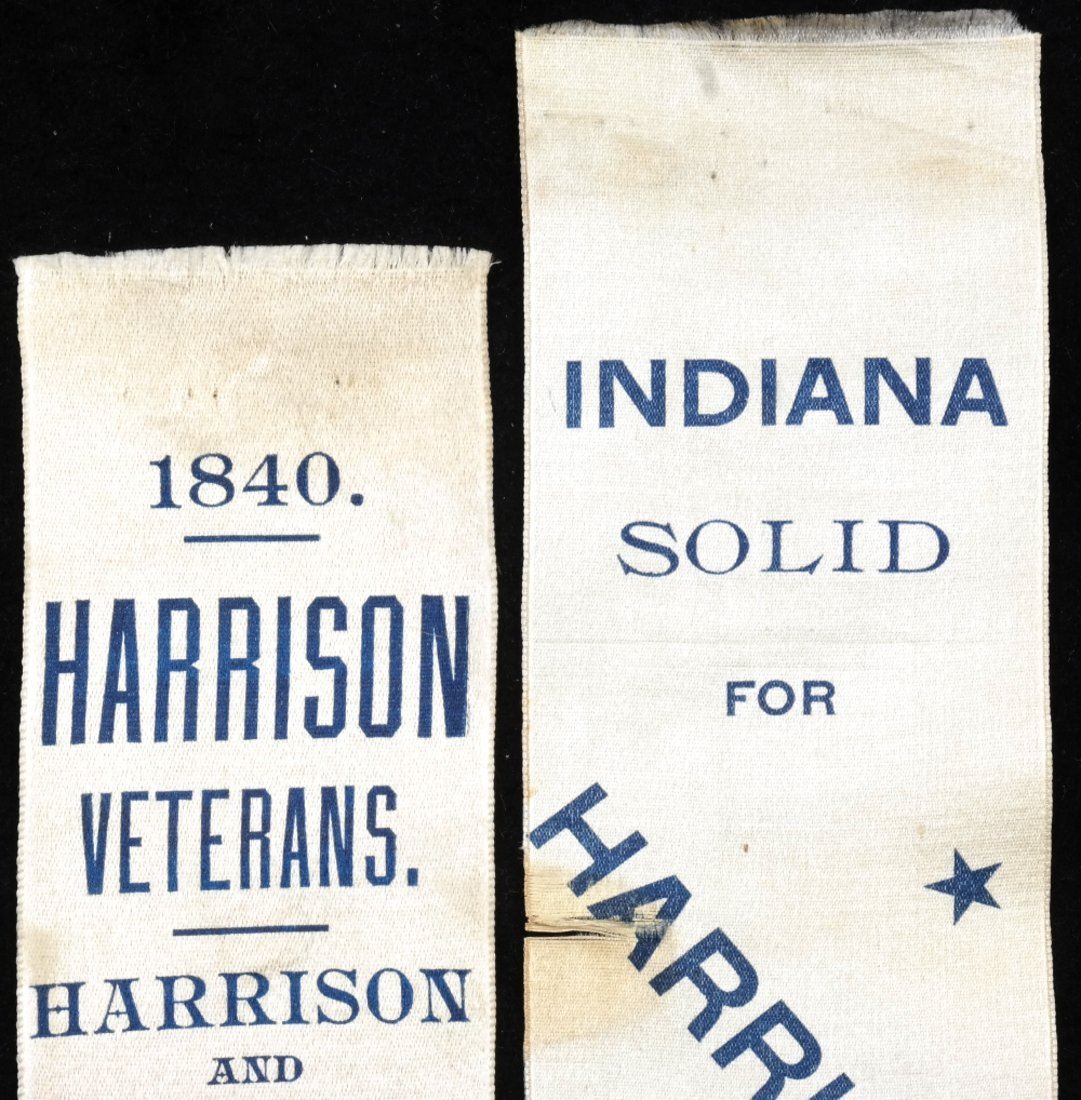 1840.
HARRISON
VETERANS.
HARRISON
AND
INDIANA
SOLID
FOR
HARRI